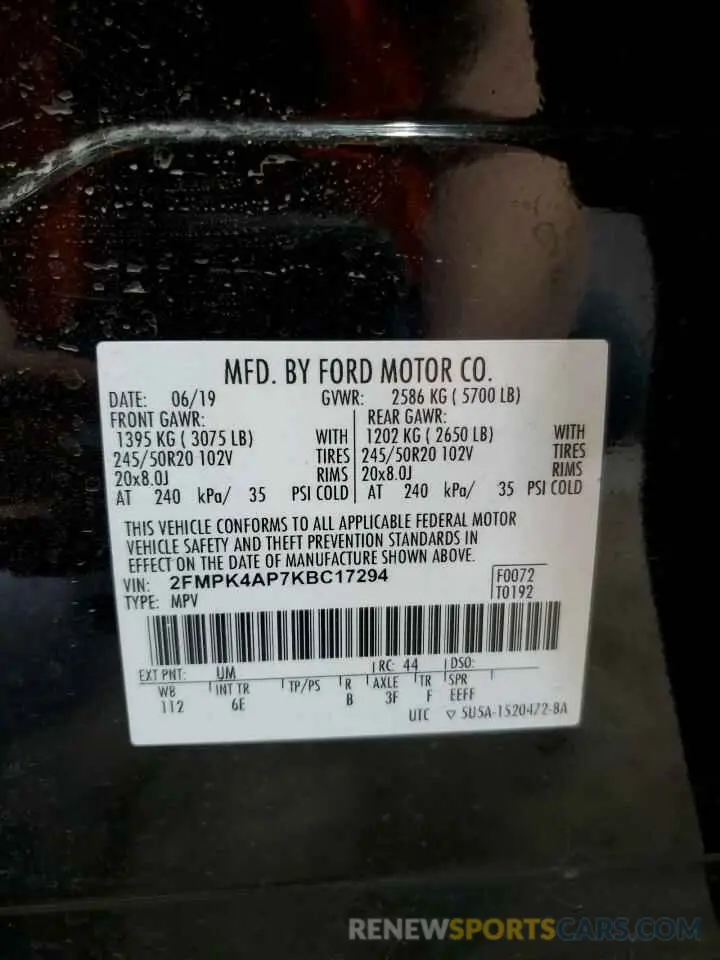 MFD. BY FORD MOTOR CO.
DATE: 06/19 GVWR: 2586 KG ( 5700 LB)
FRONT GAWR: REAR GAWR:
1395 KG ( 3075 LB) WITH 1202 KG ( 2650 LB) WITH
245/50R20 102V TIRES 245/50R20 102V TIRES
20x8.0J RIMS 20x8.0J RIMS
AT 240 kPa/ 35 PSI COLD AT 240 kPa/ 35 PSI COLD
THIS VEHICLE CONFORMS TO ALL APPLICABLE FEDERAL MOTOR
VEHICLE SAFETY AND THEFT PREVENTION STANDARDS IN
EFFECT ON THE DATE OF MANUFACTURE SHOWN ABOVE.
VIN: 2FMPK4AP7KBC17294 F0072
TYPE: MPV T0192
EXT PNT: UM RC: 44 DSO:
WB INT TR TP/PS R AXLE TR SPR
112 6E B 3F F EEFF
UTC ▽ 5USA-1520472-BA
RENEWSPORTSCARS.COM